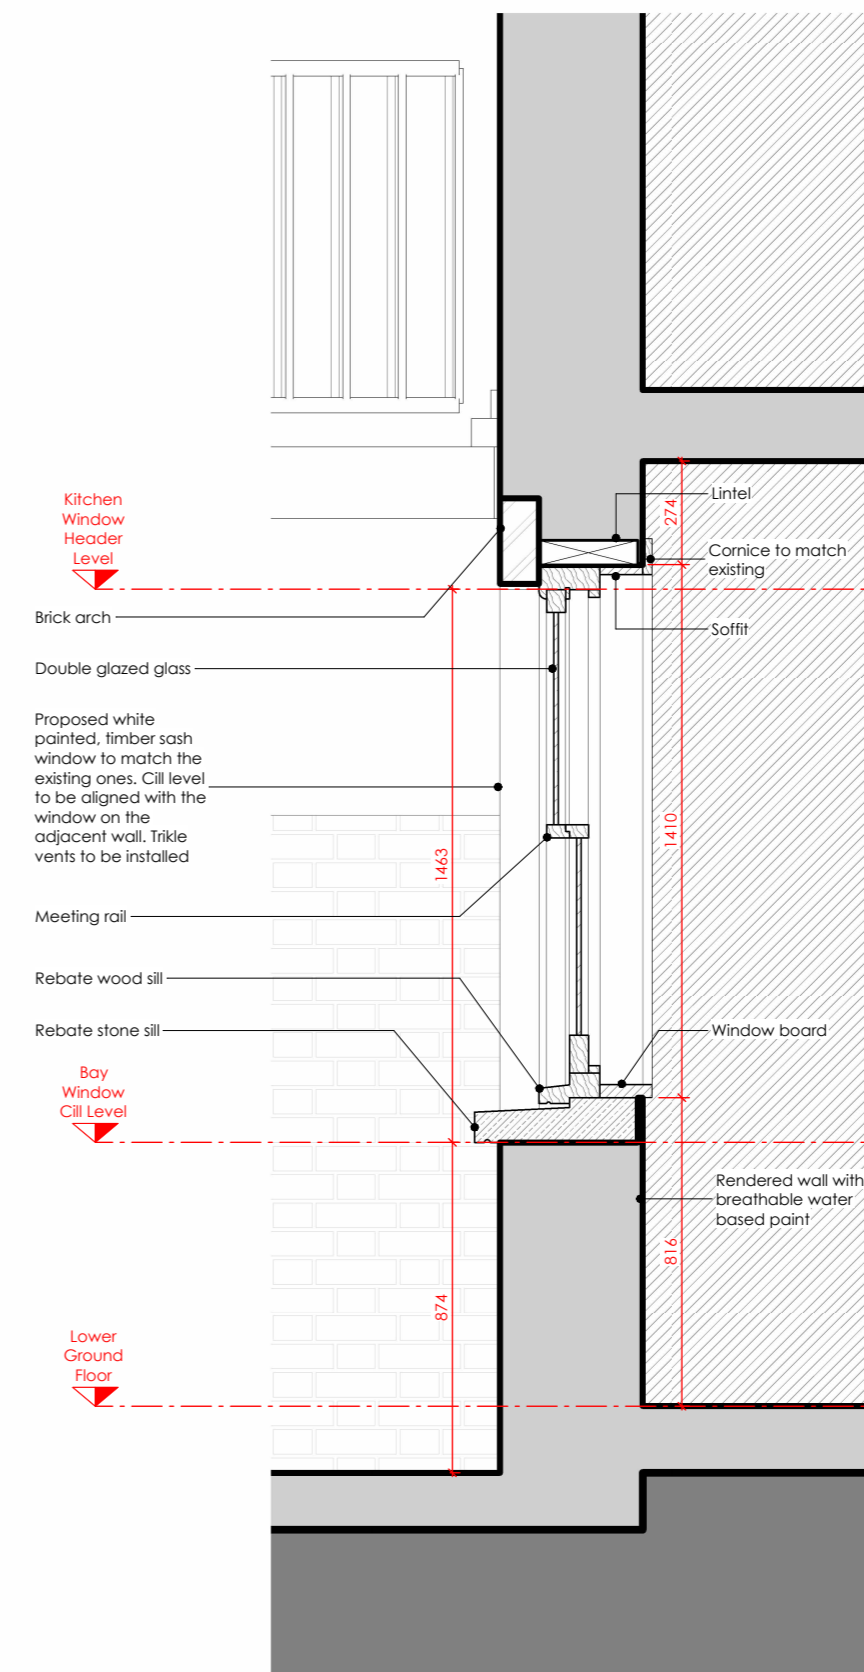 Kitchen
Window
Header
Level
274
Lintel
Cornice to match
existing
Brick arch
Soffit
Double glazed glass
Proposed white
painted, timber sash
window to match the
existing ones. Cill level
to be aligned with the
window on the
adjacent wall. Trikle
vents to be installed
1463
1410
Meeting rail
Rebate wood sill
Rebate stone sill
Window board
Bay
Window
Cill Level
Rendered wall with
breathable water
based paint
816
874
Lower
Ground
Floor